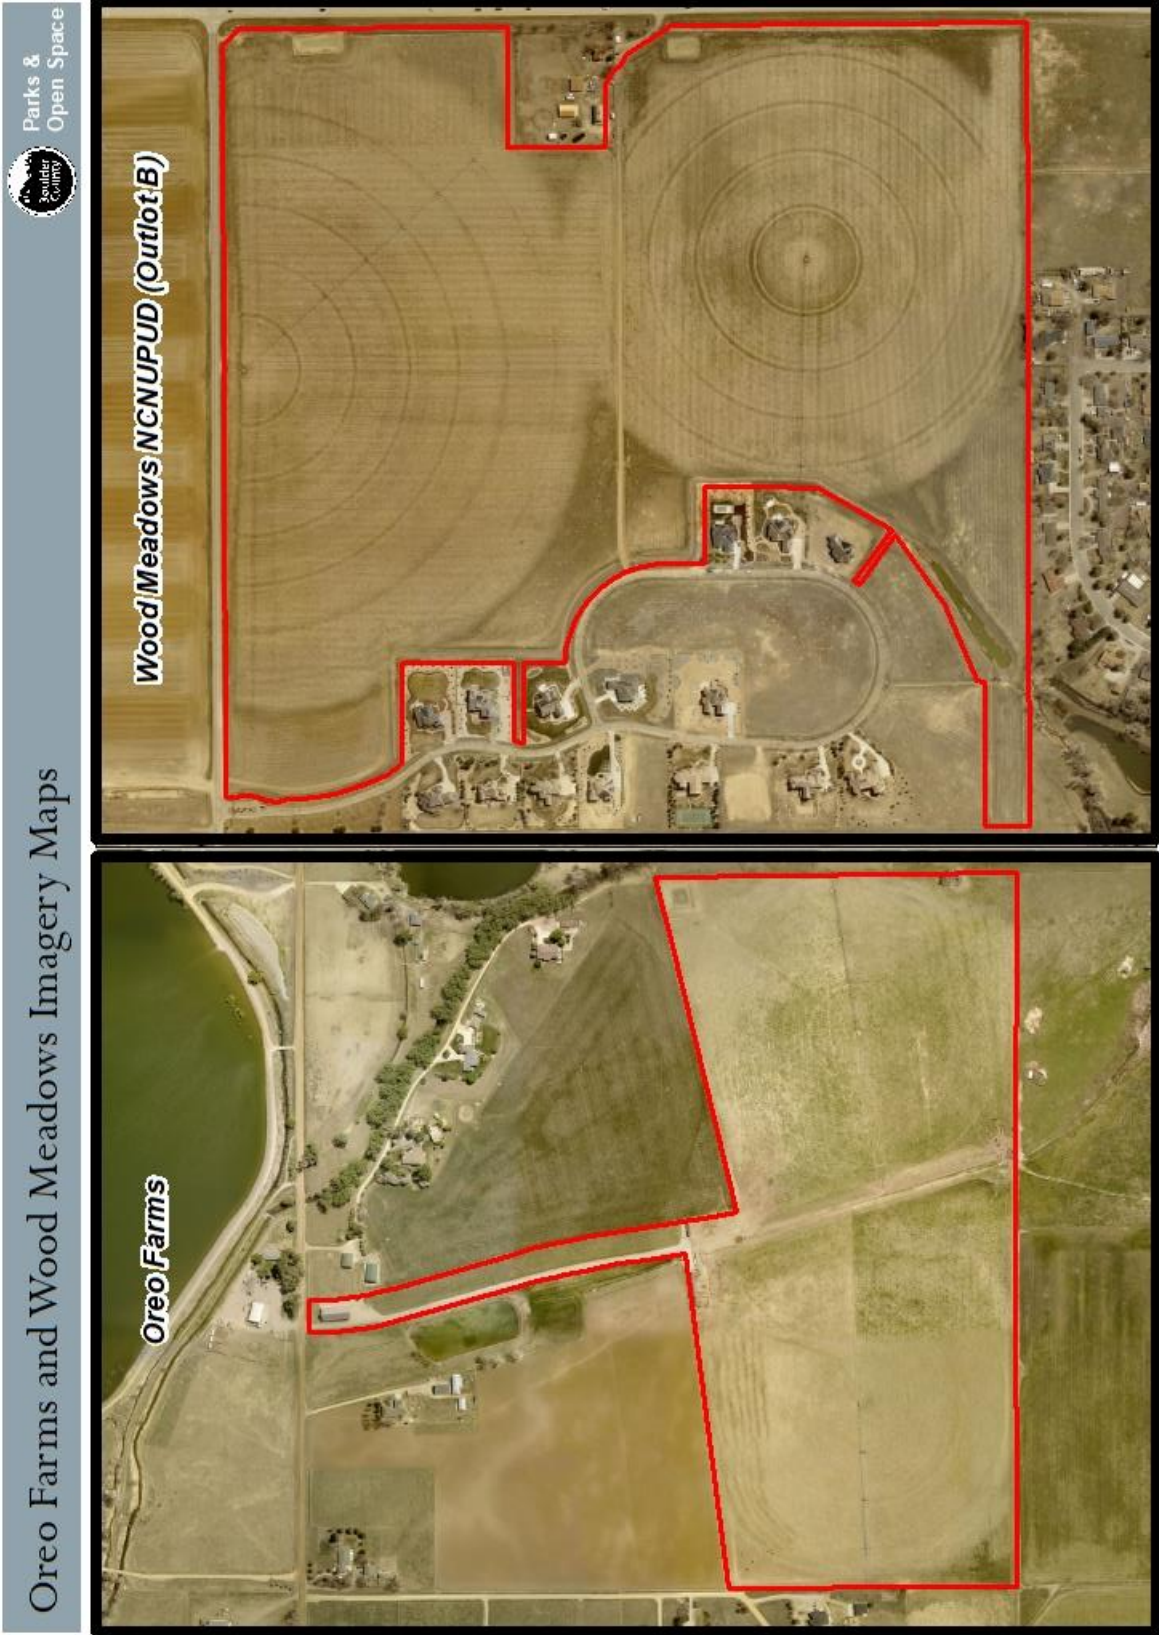 Oreo Farms and Wood Meadows Imagery Maps
Boulder
County
Parks &
Open Space
Oreo Farms
Wood Meadows NCNUPUD (Outlot B)